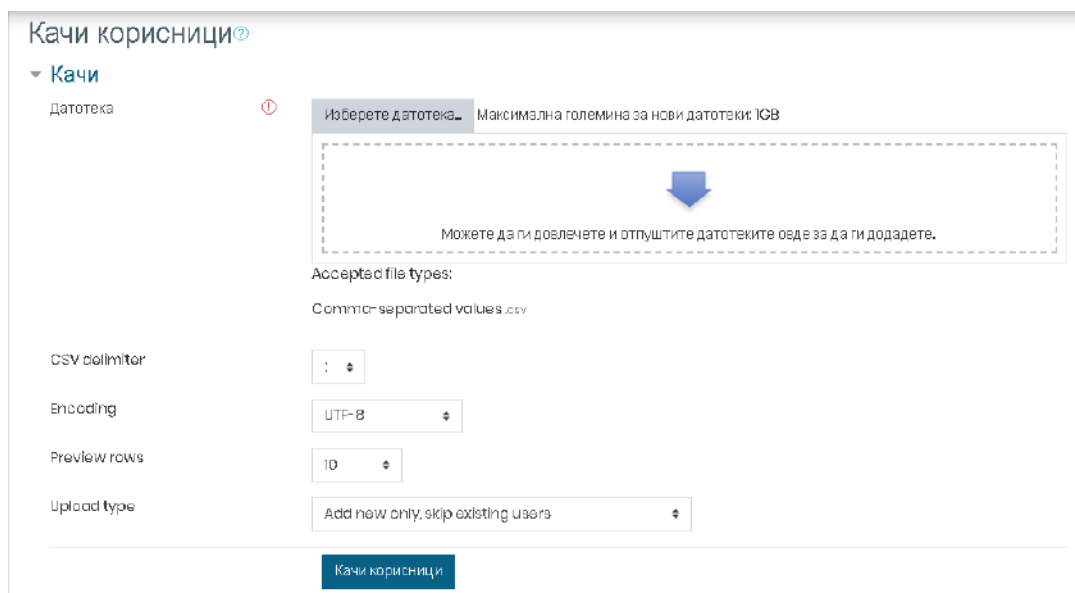 Качи корисници
Качи
Датотека
Изберете датотека... Максимална големина за нови датотеки: 1GB
Можете да ги довлечете и отпуштите датотеките овде за да ги додадете.
Accepted file types:
Comma-separated values .csv
CSV delimiter
Encoding UTF-8
Preview rows 10
Upload type Add new only, skip existing users
Качи корисници